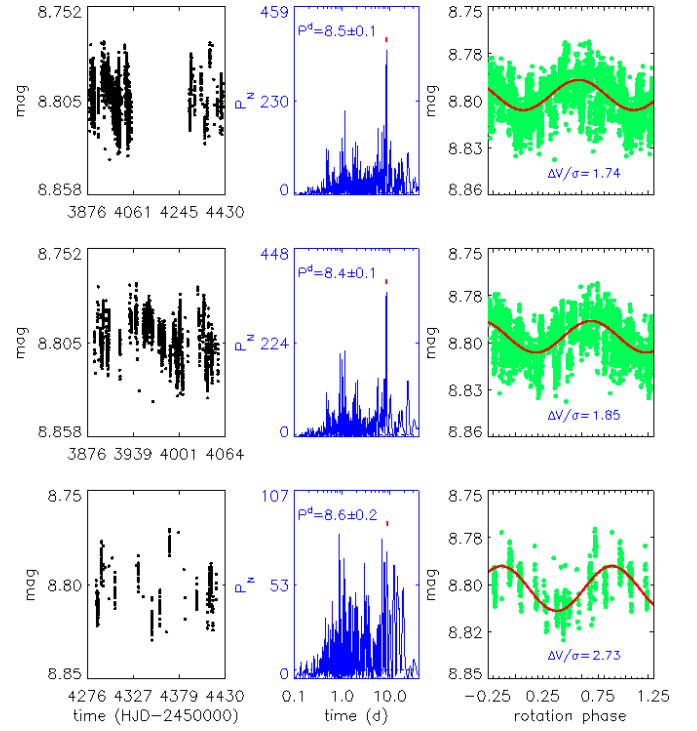 8.752
8.805
8.858
mag
3876 4061 4245 4430
459
230
0
P_N
P^d=8.5±0.1
8.78
8.80
8.83
8.86
mag
ΔV/σ=1.74
8.752
8.805
8.858
mag
3876 3939 4001 4064
448
224
0
P_N
P^d=8.4±0.1
8.78
8.80
8.83
8.86
mag
ΔV/σ=1.85
8.75
8.80
8.85
mag
4276 4327 4379 4430
time (HJD-2450000)
107
53
0
P_N
P^d=8.6±0.2
0.1 1.0 10.0
time (d)
8.75
8.78
8.80
8.82
8.85
mag
ΔV/σ=2.73
-0.25 0.25 0.75 1.25
rotation phase